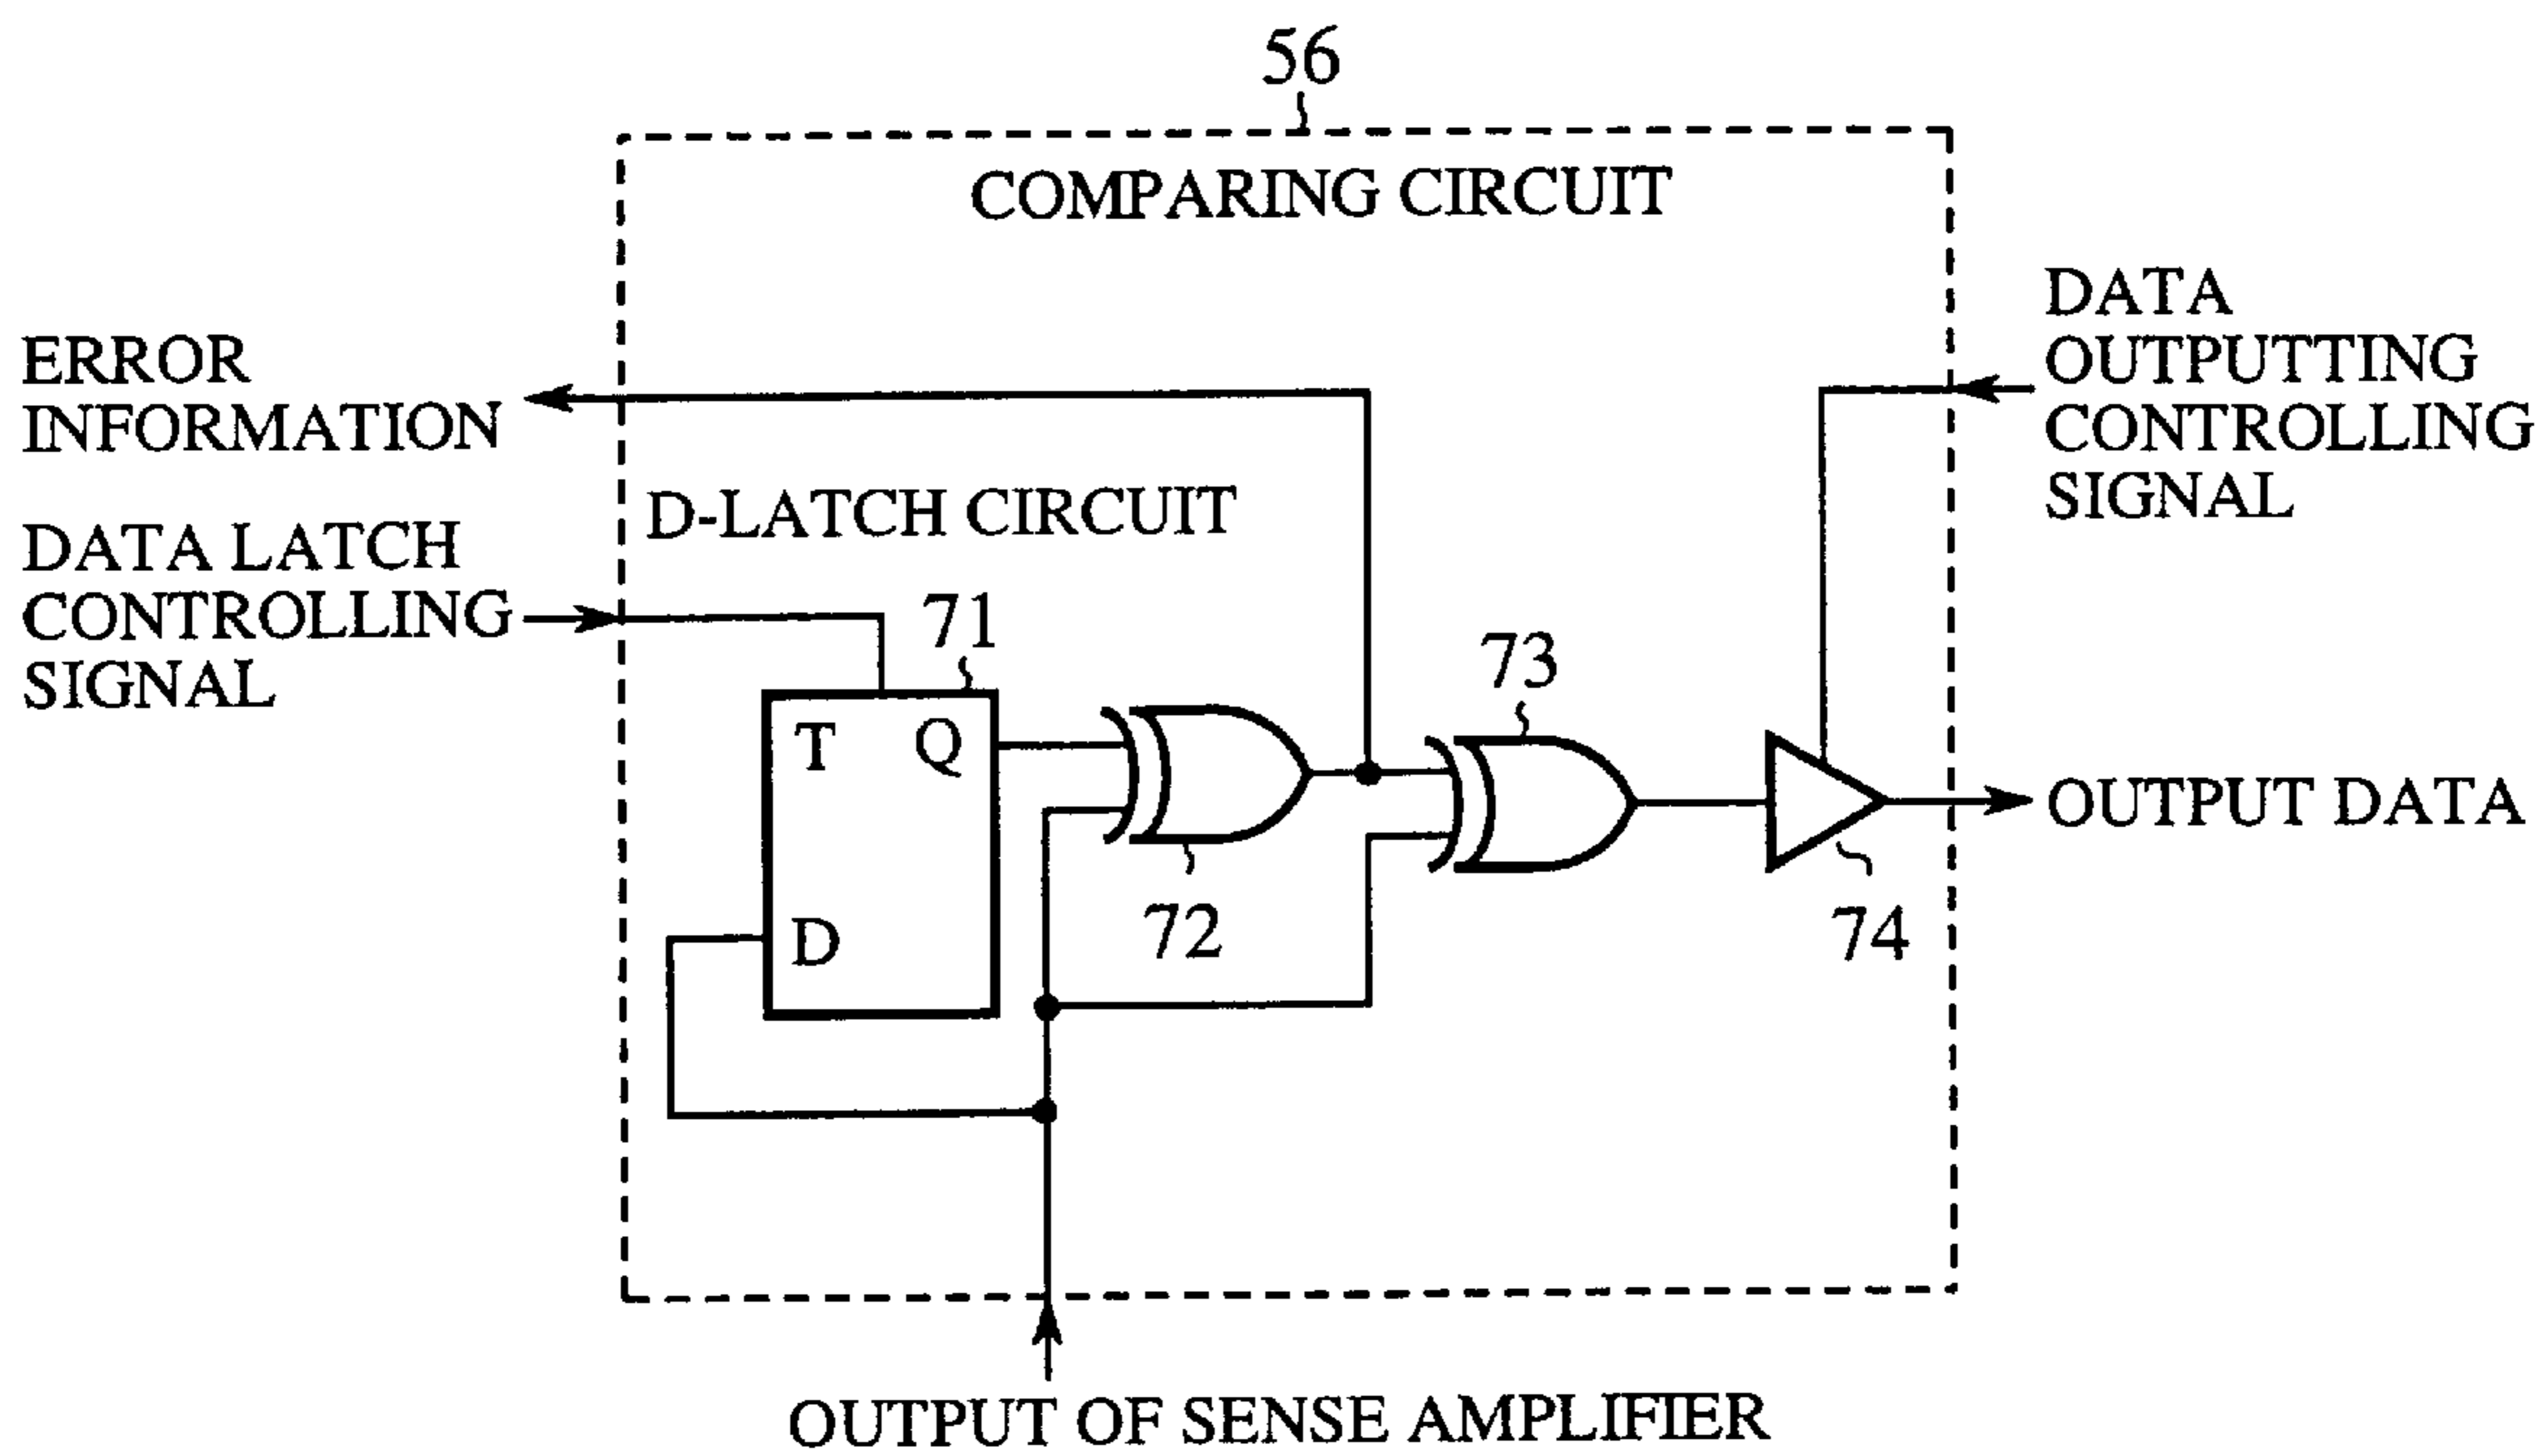 56
COMPARING CIRCUIT
ERROR
INFORMATION
DATA
OUTPUTTING
CONTROLLING
SIGNAL
D-LATCH CIRCUIT
DATA LATCH
CONTROLLING
SIGNAL
71
T Q
D
72
73
74
OUTPUT DATA
OUTPUT OF SENSE AMPLIFIER